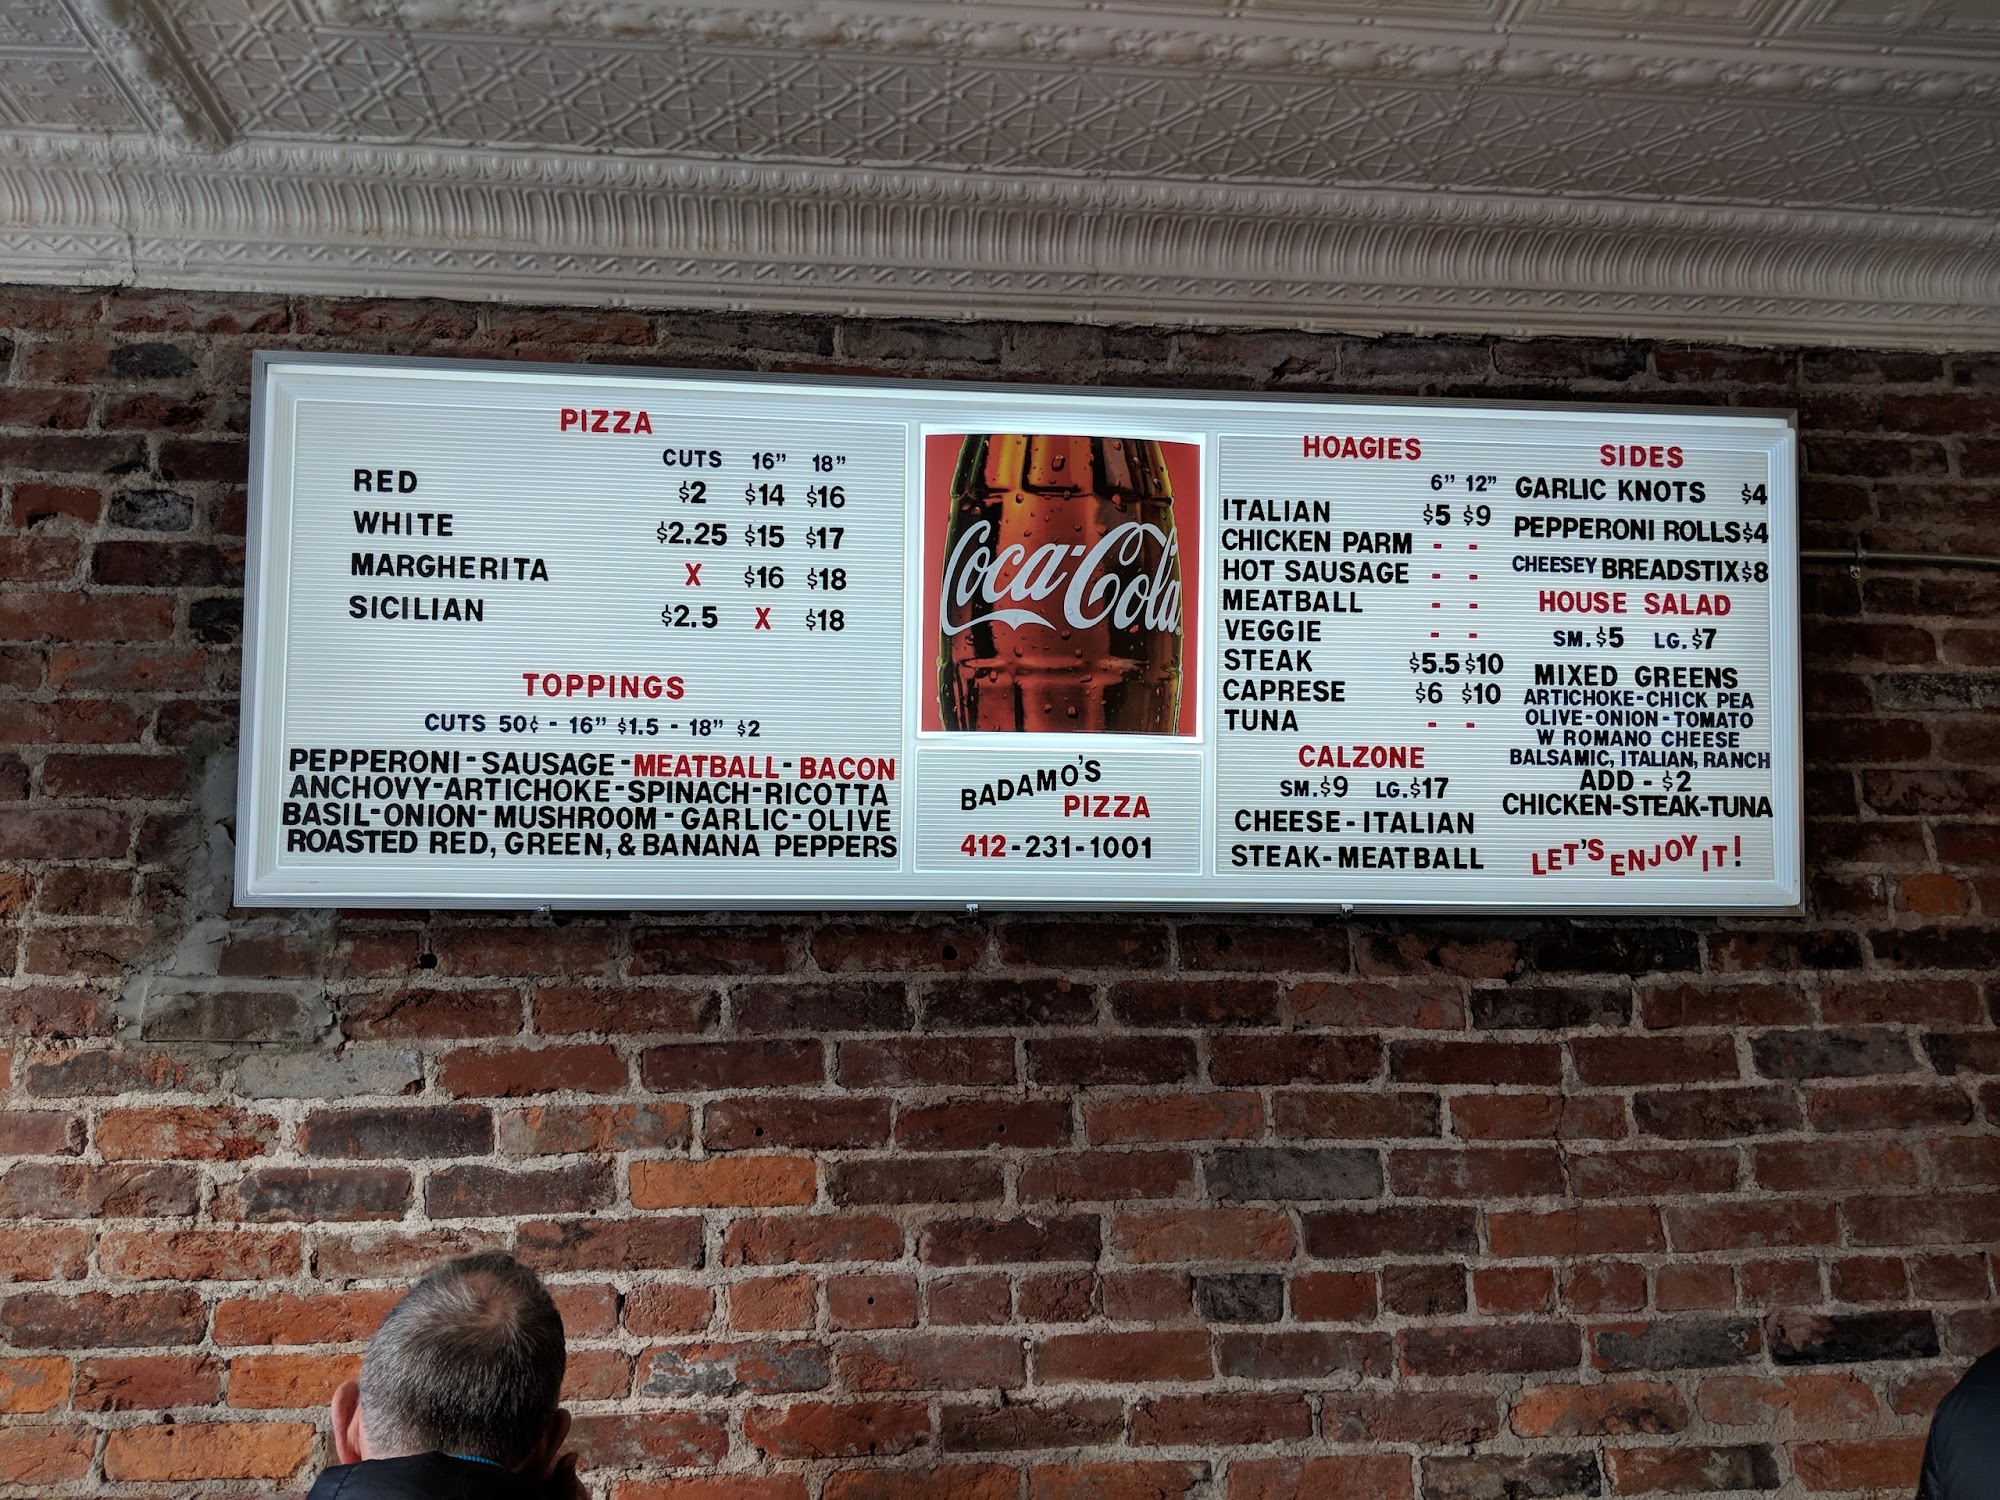 PIZZA
CUTS 16" 18"
RED $2 $14 $16
WHITE $2.25 $15 $17
MARGHERITA X $16 $18
SICILIAN $2.5 X $18
TOPPINGS
CUTS 50¢ - 16" $1.5 - 18" $2
PEPPERONI-SAUSAGE-MEATBALL-BACON
ANCHOVY-ARTICHOKE-SPINACH-RICOTTA
BASIL-ONION-MUSHROOM-GARLIC-OLIVE
ROASTED RED, GREEN, & BANANA PEPPERS
Coca-Cola
BADAMO'S
PIZZA
412-231-1001
HOAGIES
6" 12"
ITALIAN $5 $9
CHICKEN PARM - -
HOT SAUSAGE - -
MEATBALL - -
VEGGIE - -
STEAK $5.5 $10
CAPRESE $6 $10
TUNA - -
CALZONE
SM.$9 LG.$17
CHEESE-ITALIAN
STEAK-MEATBALL
SIDES
GARLIC KNOTS $4
PEPPERONI ROLLS $4
CHEESEY BREADSTIX $8
HOUSE SALAD
SM.$5 LG.$7
MIXED GREENS
ARTICHOKE-CHICK PEA
OLIVE-ONION-TOMATO
W ROMANO CHEESE
BALSAMIC, ITALIAN, RANCH
ADD - $2
CHICKEN-STEAK-TUNA
LET'S ENJOY IT!